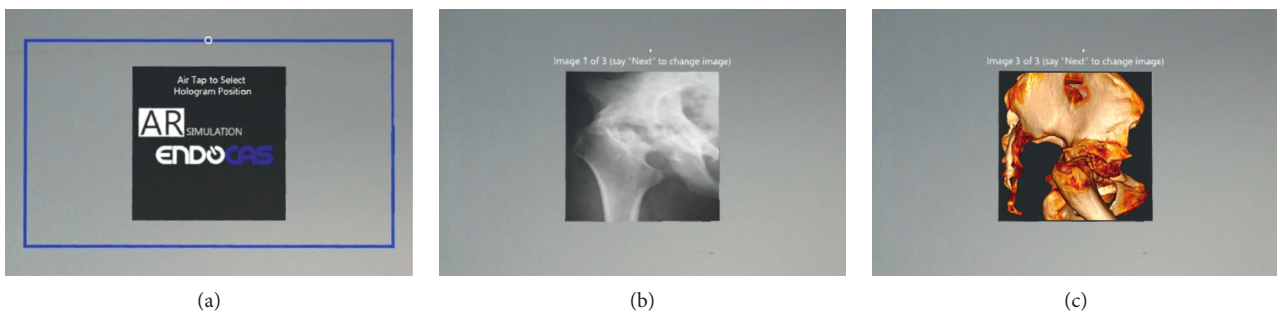 Air Tap to Select
Hologram Position
AR SIMULATION
ENDOCAS
Image 1 of 3 (say "Next" to change image)
Image 3 of 3 (say "Next" to change image)
(a)
(b)
(c)